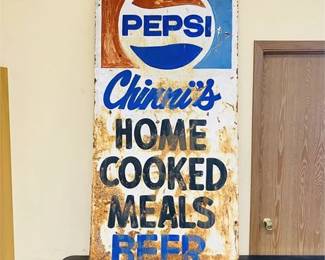 PEPSI
Chinni"s
HOME
COOKED
MEALS
BEER